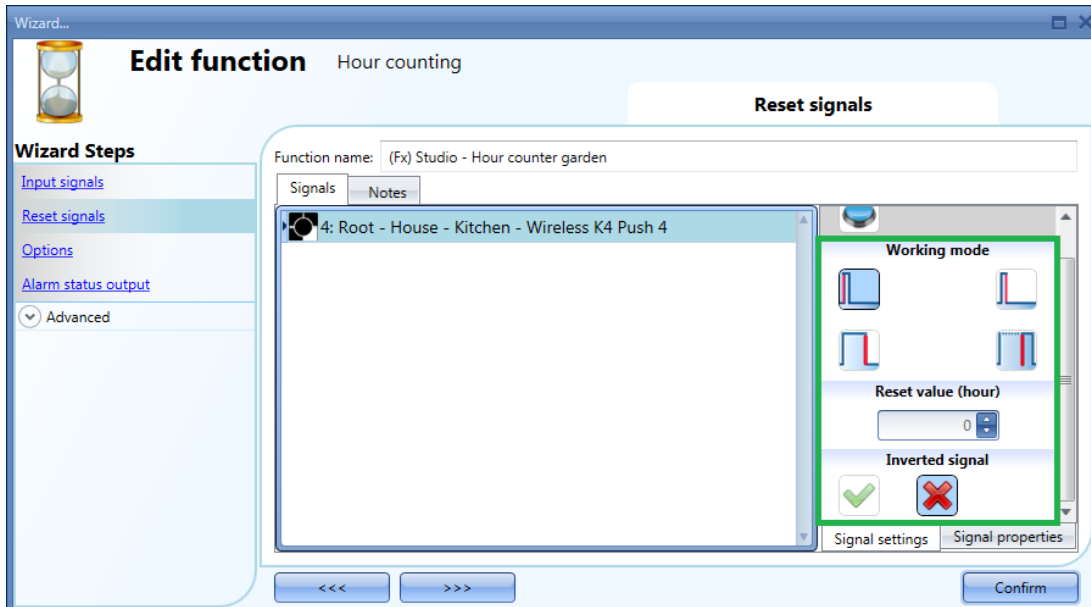 Wizard...
Edit function Hour counting
Reset signals
Wizard Steps
Input signals
Reset signals
Options
Alarm status output
Advanced
Function name: (Fx) Studio - Hour counter garden
Signals Notes
4: Root - House - Kitchen - Wireless K4 Push 4
Working mode
Reset value (hour)
0
Inverted signal
Signal settings Signal properties
<<< >>> Confirm